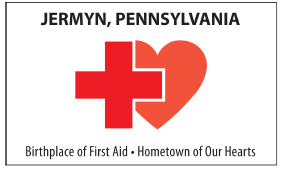 JERMYN, PENNSYLVANIA
Birthplace of First Aid • Hometown of Our Hearts